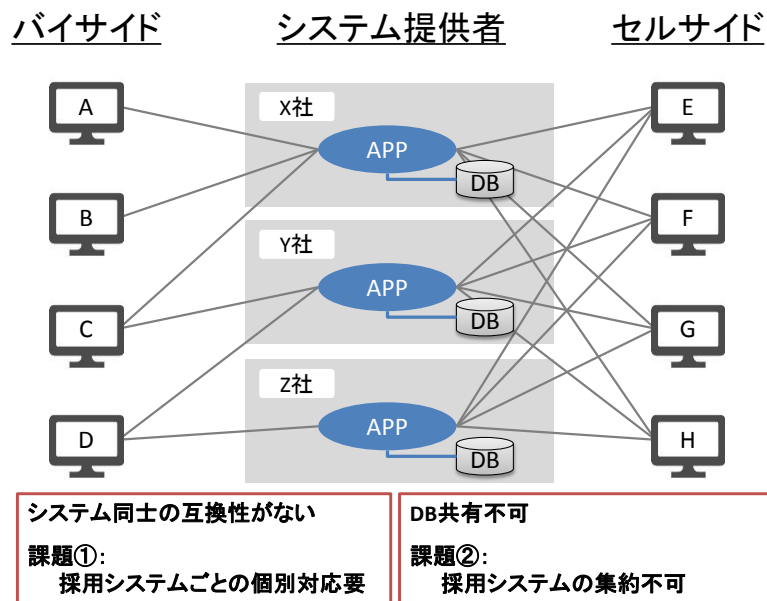 バイサイド
システム提供者
セルサイド
A
X社
APP
DB
E
B
F
Y社
APP
DB
C
G
Z社
APP
DB
D
H
システム同士の互換性がない
課題①:
採用システムごとの個別対応要
DB共有不可
課題②:
採用システムの集約不可